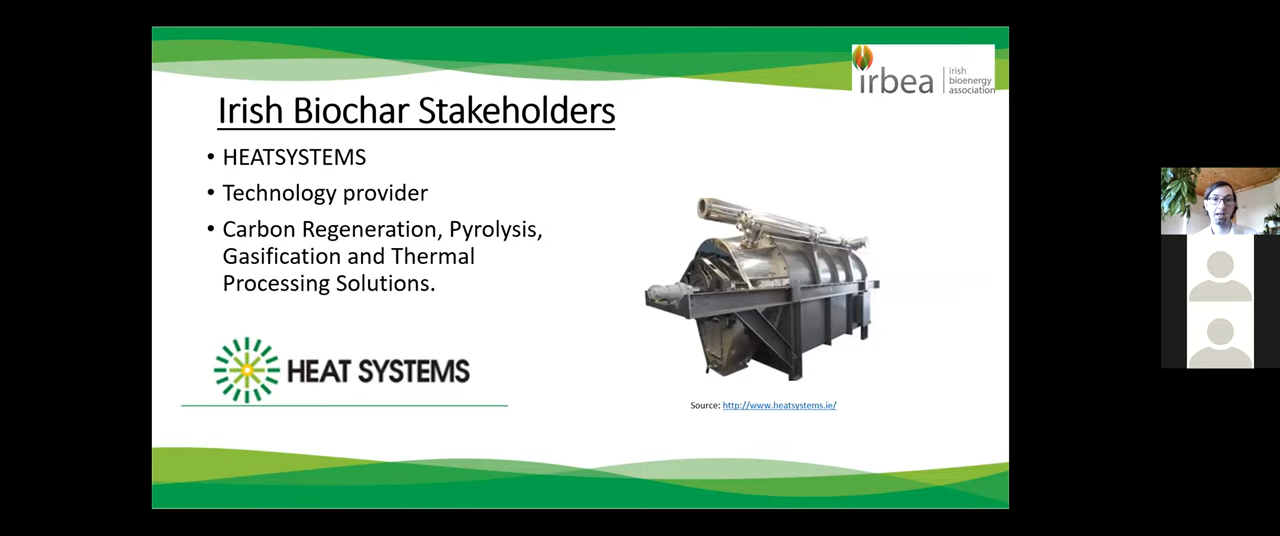 irbea
irish
bioenergy
association
Irish Biochar Stakeholders
• HEATSYSTEMS
• Technology provider
• Carbon Regeneration, Pyrolysis,
Gasification and Thermal
Processing Solutions.
HEAT SYSTEMS
Source: http://www.heatsystems.ie/